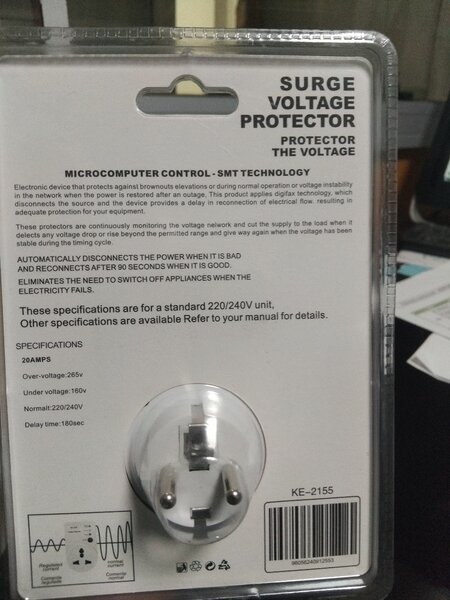 SURGE
VOLTAGE
PROTECTOR
PROTECTOR
THE VOLTAGE
MICROCOMPUTER CONTROL - SMT TECHNOLOGY
Electronic device that protects against brownouts elevations or during normal operation or voltage instability
in the network when the power is restored after an outage. This product applies digifax technology, which
disconnects the source and the device provides a delay in reconnection of electrical flow. resulting
in adequate protection for your equipment.
These protectors are continuously monitoring the voltage network and cut the supply to the load when it
detects any voltage drop or rise beyond the permitted range and give way again when the voltage has been
stable during the timing cycle.
AUTOMATICALLY DISCONNECTS THE POWER WHEN IT IS BAD
AND RECONNECTS AFTER 90 SECONDS WHEN IT IS GOOD.
ELIMINATES THE NEED TO SWITCH OFF APPLIANCES WHEN THE
ELECTRICITY FAILS.
These specifications are for a standard 220/240V unit,
Other specifications are available Refer to your manual for details.
SPECIFICATIONS
20AMPS
Over-voltage:265v
Under voltage:160v
Normalt:220/240V
Delay time:180sec
KE-2155
Regulated
current
Corriente
regulada
normal
current
Corriente
normal